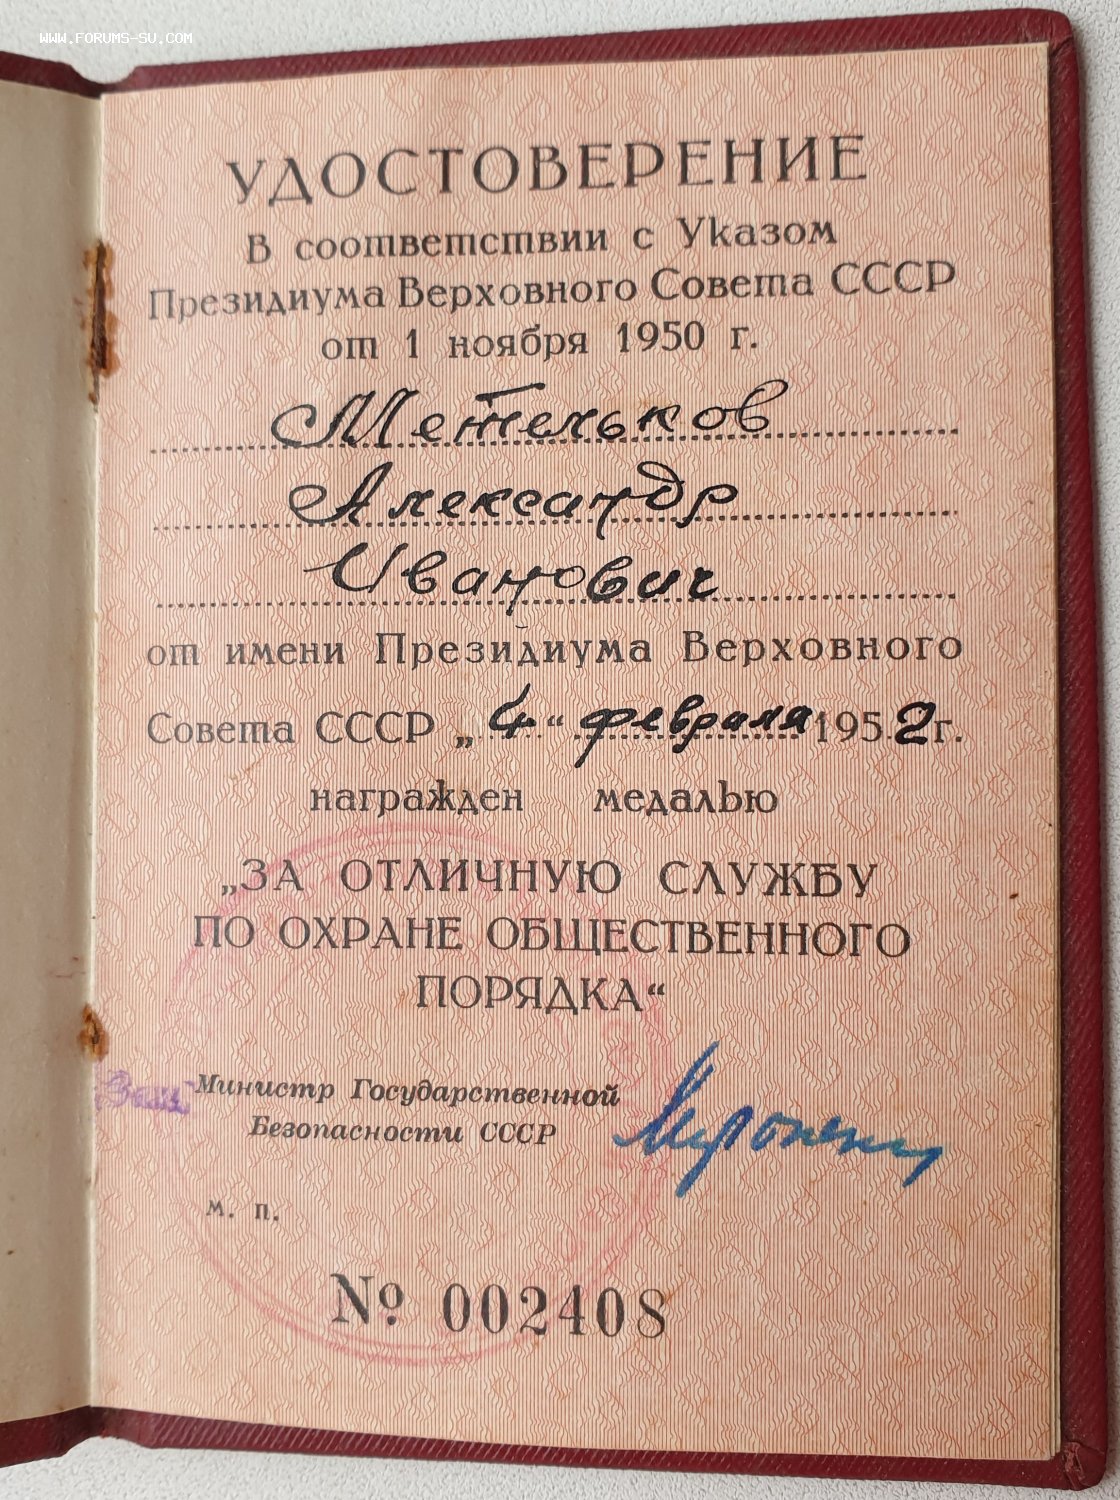 www.forums-su.com
УДОСТОВЕРЕНИЕ
В соответствии с Указом
Президиума Верховного Совета СССР
от 1 ноября 1950 г.
Метельков
Александр
Иванович
от имени Президиума Верховного
Совета СССР „4“ февраля 1952 г.
награжден медалью
„ЗА ОТЛИЧНУЮ СЛУЖБУ
ПО ОХРАНЕ ОБЩЕСТВЕННОГО
ПОРЯДКА“
Зам. Министр Государственной
Безопасности СССР
м. п.
№ 002408